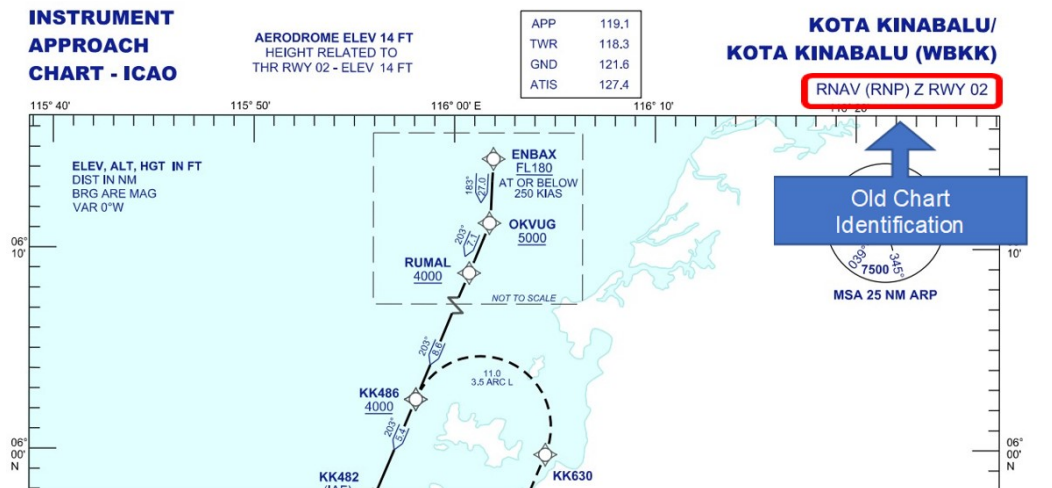 INSTRUMENT
APPROACH
CHART - ICAO
AERODROME ELEV 14 FT
HEIGHT RELATED TO
THR RWY 02 - ELEV 14 FT
APP 119.1
TWR 118.3
GND 121.6
ATIS 127.4
KOTA KINABALU/
KOTA KINABALU (WBKK)
RNAV (RNP) Z RWY 02
115° 40'
115° 50'
116° 00' E
116° 10'
ELEV, ALT, HGT IN FT
DIST IN NM
BRG ARE MAG
VAR 0°W
ENBAX
FL180
AT OR BELOW
250 KIAS
183°
27.0
OKVUG
5000
203°
7.1
RUMAL
4000
NOT TO SCALE
Old Chart
Identification
039°
345°
7500
MSA 25 NM ARP
06°
10'
10'
203°
8.6
11.0
3.5 ARC L
KK486
4000
203°
5.4
06°
00'
N
06°
00'
N
KK482
KK630